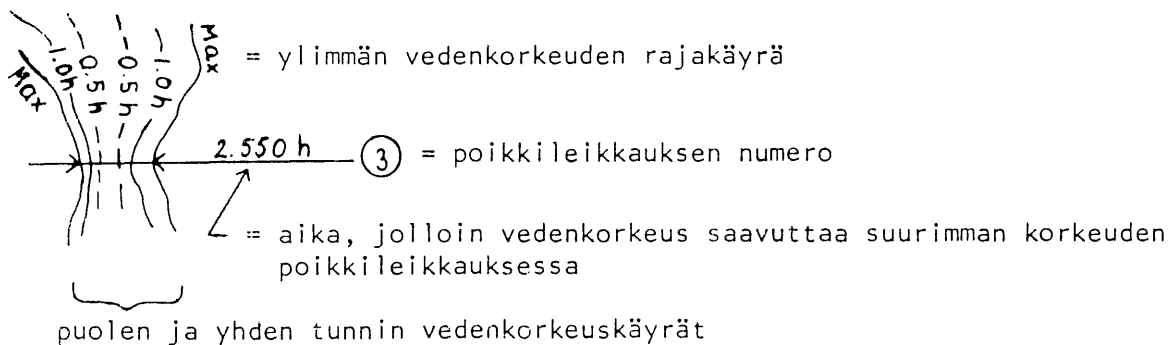 Max 1.0h 0.5h 0.5h 1.0h Max = ylimmän vedenkorkeuden rajakäyrä
2.550 h 3 = poikkileikkauksen numero
= aika, jolloin vedenkorkeus saavuttaa suurimman korkeuden
poikkileikkauksessa
puolen ja yhden tunnin vedenkorkeuskäyrät